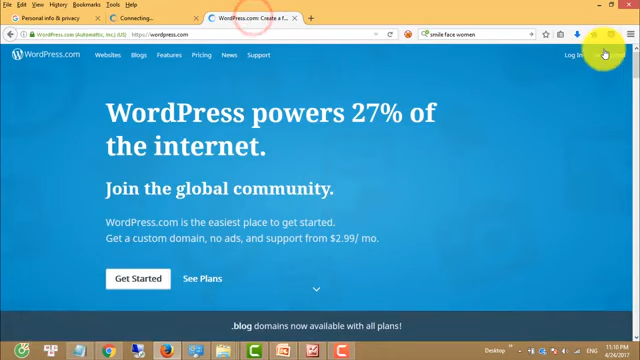 File Edit View History Bookmarks Tools Help
Personal info & privacy
Connecting...
WordPress.com: Create a f...
WordPress.com (Automattic, Inc.) (US)
https://wordpress.com
smile face women
WordPress.com
Websites Blogs Features Pricing News Support
Log In
WordPress powers 27% of
the internet.
Join the global community.
WordPress.com is the easiest place to get started.
Get a custom domain, no ads, and support from $2.99/ mo.
Get Started See Plans
.blog domains now available with all plans!
Desktop
11:10 PM
4/24/2017